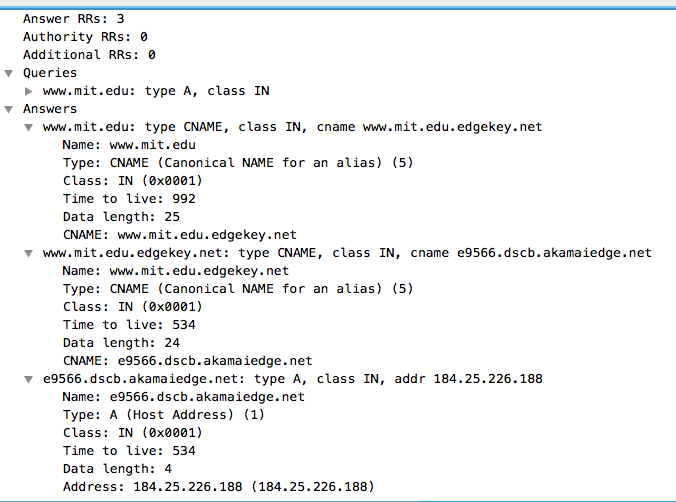 Answer RRs: 3
Authority RRs: 0
Additional RRs: 0
Queries
www.mit.edu: type A, class IN
Answers
www.mit.edu: type CNAME, class IN, cname www.mit.edu.edgekey.net
Name: www.mit.edu
Type: CNAME (Canonical NAME for an alias) (5)
Class: IN (0x0001)
Time to live: 992
Data length: 25
CNAME: www.mit.edu.edgekey.net
www.mit.edu.edgekey.net: type CNAME, class IN, cname e9566.dscb.akamaiedge.net
Name: www.mit.edu.edgekey.net
Type: CNAME (Canonical NAME for an alias) (5)
Class: IN (0x0001)
Time to live: 534
Data length: 24
CNAME: e9566.dscb.akamaiedge.net
e9566.dscb.akamaiedge.net: type A, class IN, addr 184.25.226.188
Name: e9566.dscb.akamaiedge.net
Type: A (Host Address) (1)
Class: IN (0x0001)
Time to live: 534
Data length: 4
Address: 184.25.226.188 (184.25.226.188)